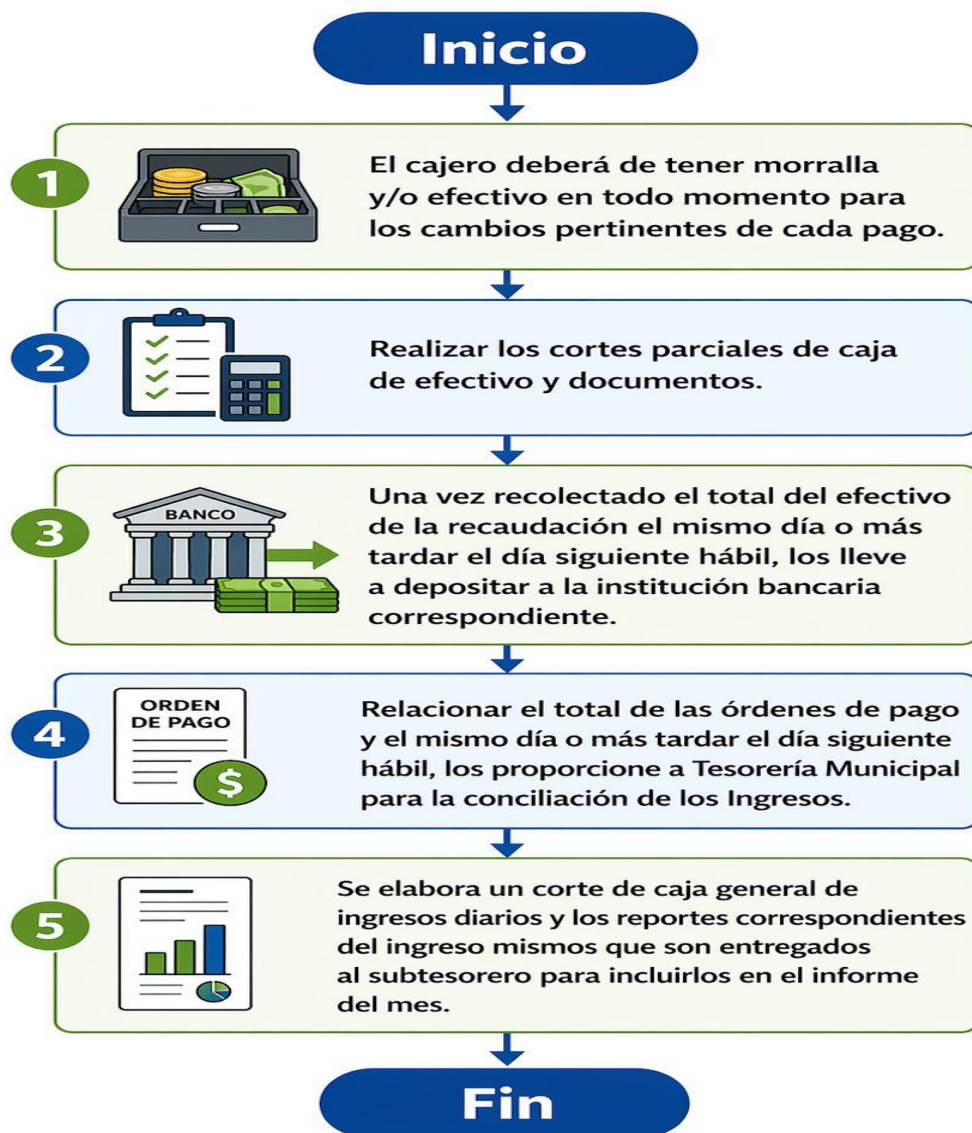 Inicio
1
El cajero deberá de tener morralla
y/o efectivo en todo momento para
los cambios pertinentes de cada pago.
2
Realizar los cortes parciales de caja
de efectivo y documentos.
3
BANCO
Una vez recolectado el total del efectivo
de la recaudación el mismo día o más
tardar el día siguiente hábil, los lleve
a depositar a la institución bancaria
correspondiente.
4
ORDEN
DE PAGO
$
Relacionar el total de las órdenes de pago
y el mismo día o más tardar el día siguiente
hábil, los proporcione a Tesorería Municipal
para la conciliación de los Ingresos.
5
Se elabora un corte de caja general de
ingresos diarios y los reportes correspondientes
del ingreso mismos que son entregados
al subtesorero para incluirlos en el informe
del mes.
Fin